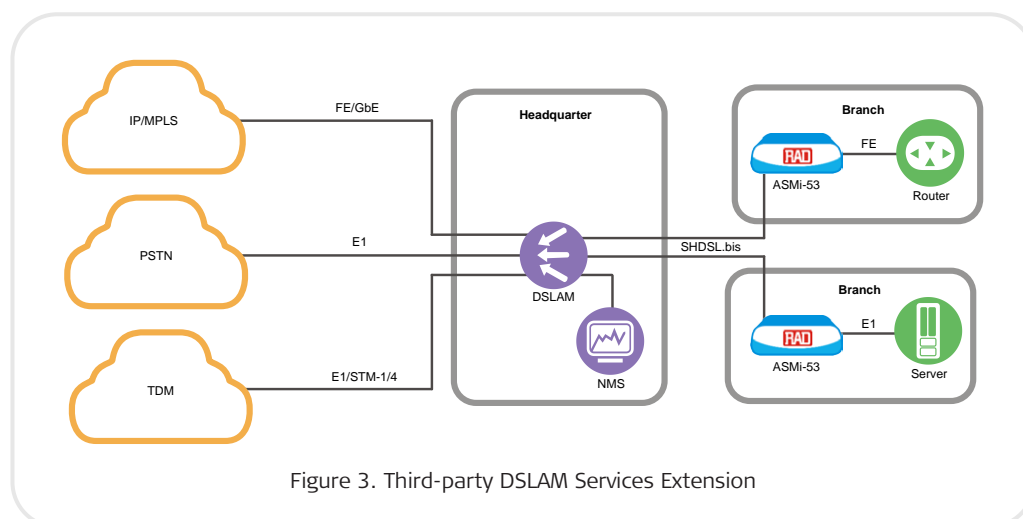 IP/MPLS
FE/GbE
PSTN
E1
TDM
E1/STM-1/4
Headquarter
DSLAM
NMS
SHDSL.bis
Branch
RAD
ASMi-53
FE
Router
Branch
RAD
ASMi-53
E1
Server
Figure 3. Third-party DSLAM Services Extension